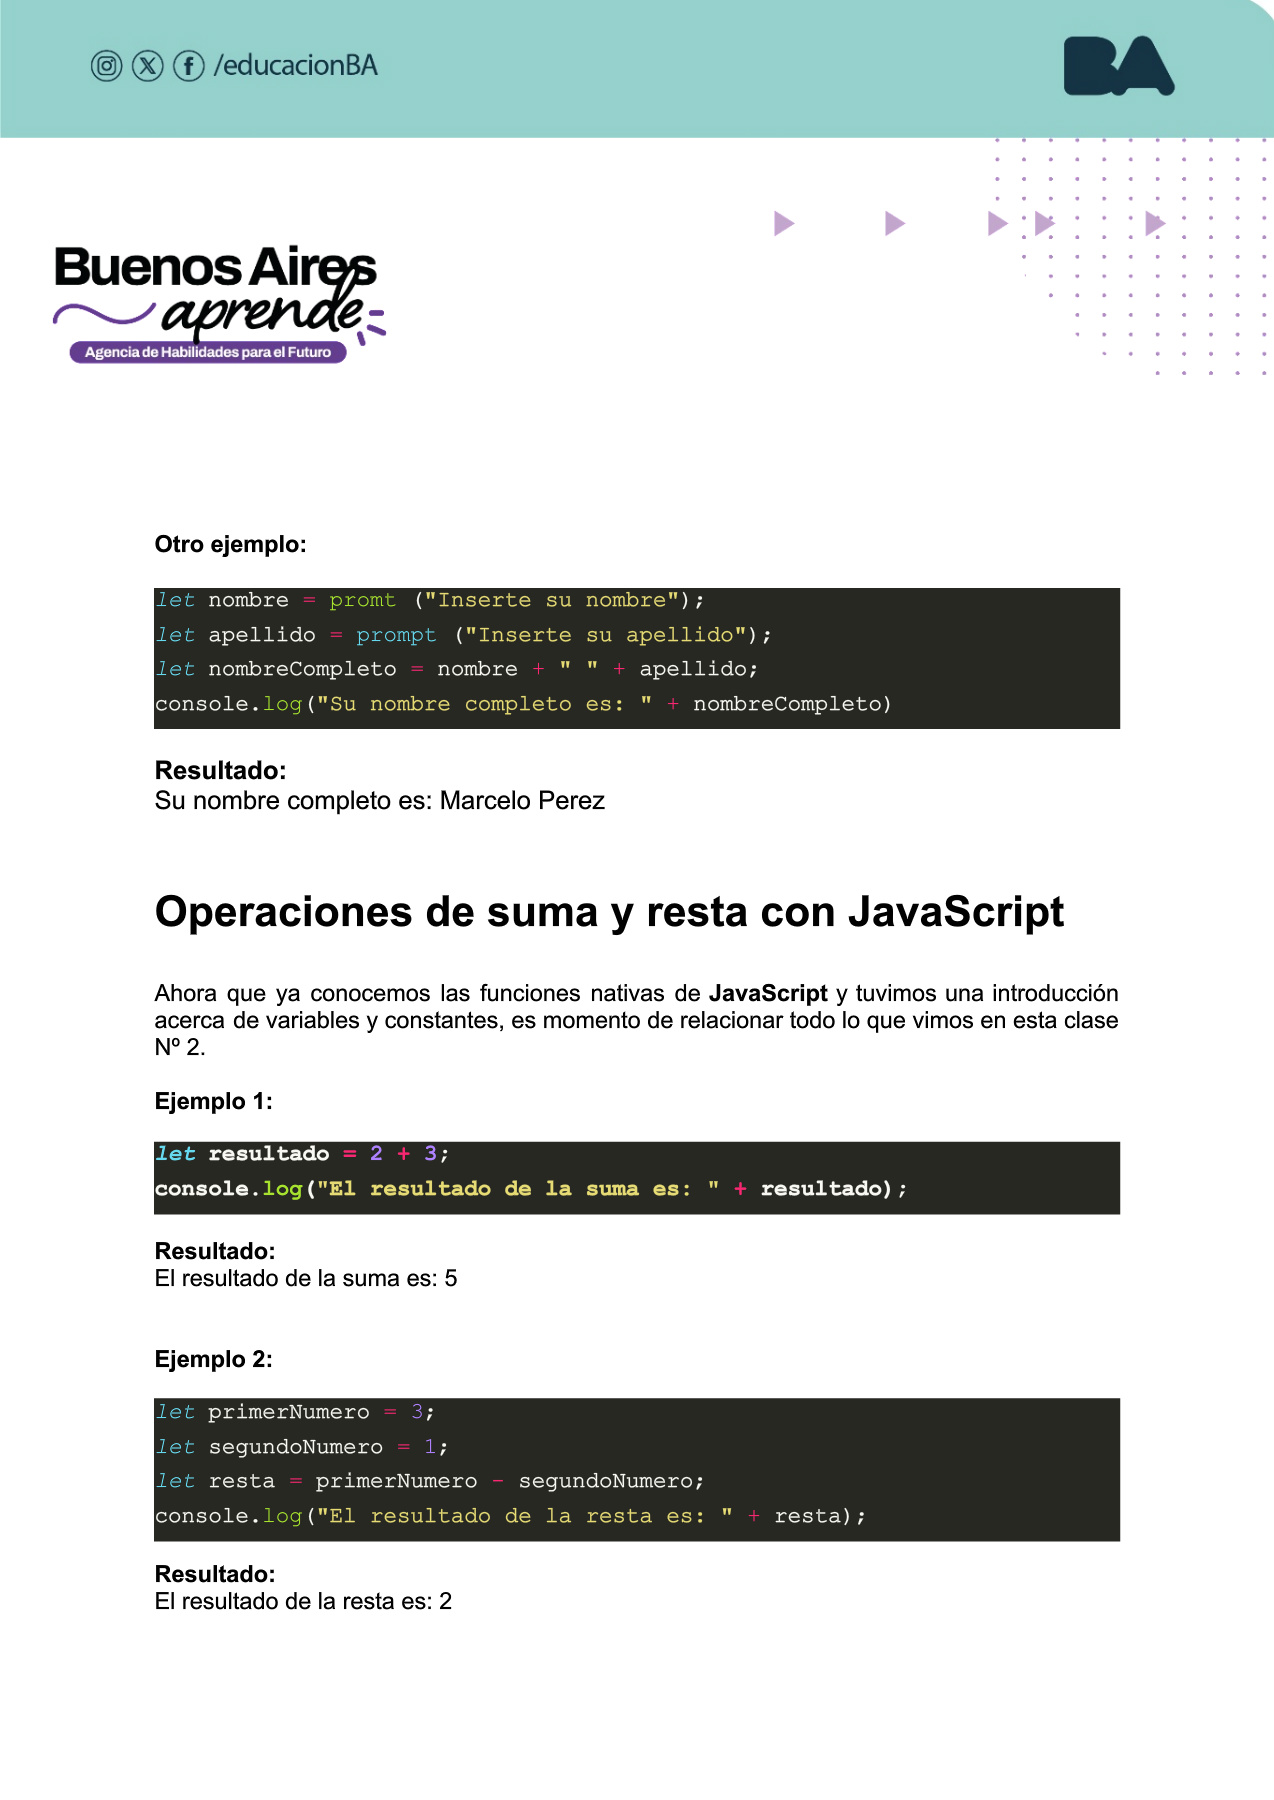 /educacionBA
BA
Buenos Aires
aprende
Agencia de Habilidades para el Futuro
Otro ejemplo:
let nombre = promt ("Inserte su nombre");
let apellido = prompt ("Inserte su apellido");
let nombreCompleto = nombre + " " + apellido;
console.log("Su nombre completo es: " + nombreCompleto)
Resultado:
Su nombre completo es: Marcelo Perez
Operaciones de suma y resta con JavaScript
Ahora que ya conocemos las funciones nativas de JavaScript y tuvimos una introducción
acerca de variables y constantes, es momento de relacionar todo lo que vimos en esta clase
Nº 2.
Ejemplo 1:
let resultado = 2 + 3;
console.log("El resultado de la suma es: " + resultado);
Resultado:
El resultado de la suma es: 5
Ejemplo 2:
let primerNumero = 3;
let segundoNumero = 1;
let resta = primerNumero - segundoNumero;
console.log("El resultado de la resta es: " + resta);
Resultado:
El resultado de la resta es: 2